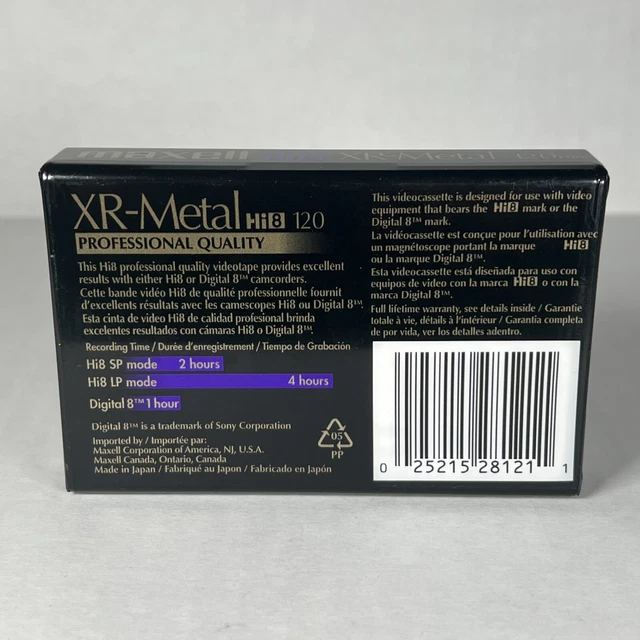 maxell Hi8 XR-Metal 120
XR-Metal Hi8 120
PROFESSIONAL QUALITY
This Hi8 professional quality videotape provides excellent
results with either Hi8 or Digital 8™ camcorders.
Cette bande vidéo Hi8 de qualité professionnelle fournit
d'excellents résultats avec les camescopes Hi8 ou Digital 8™.
Esta cinta de video Hi8 de calidad profesional brinda
excelentes resultados con cámaras Hi8 o Digital 8™.
Recording Time / Durée d'enregistrement / Tiempo de Grabación
Hi8 SP mode 2 hours
Hi8 LP mode 4 hours
Digital 8™ 1 hour
Digital 8™ is a trademark of Sony Corporation
Imported by / Importée par:
Maxell Corporation of America, NJ, U.S.A.
Maxell Canada, Ontario, Canada
Made in Japan / Fabriqué au Japon / Fabricado en Japón
05
PP
This videocassette is designed for use with video
equipment that bears the Hi8 mark or the
Digital 8™ mark.
La vidéocassette est conçue pour l'utilisation avec
un magnétoscope portant la marque Hi8
ou la marque Digital 8™.
Esta videocassette está diseñada para uso con
equipos de video con la marca Hi8 o con la
marca Digital 8™.
Full lifetime warranty, see details inside / Garantie
totale à vie, détails à l'intérieur / Garantía completa
de por vida, ver los detalles adentro.
0 25215 28121 1